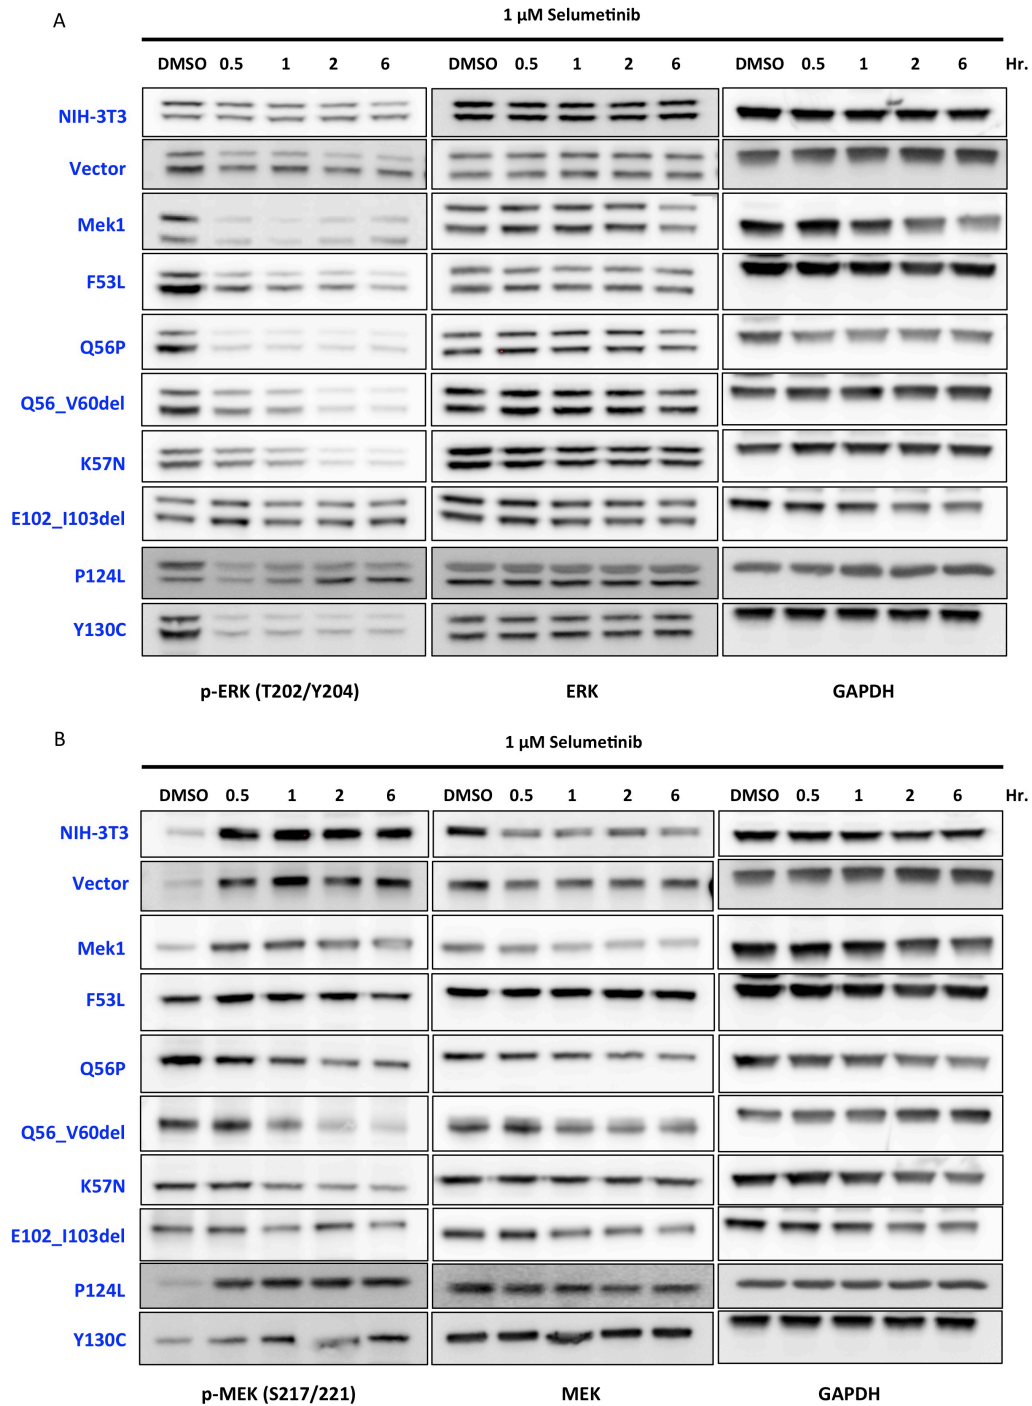 A
1 µM Selumetinib
DMSO 0.5 1 2 6 DMSO 0.5 1 2 6 DMSO 0.5 1 2 6 Hr.
NIH-3T3
Vector
Mek1
F53L
Q56P
Q56_V60del
K57N
E102_I103del
P124L
Y130C
p-ERK (T202/Y204) ERK GAPDH
B
1 µM Selumetinib
DMSO 0.5 1 2 6 DMSO 0.5 1 2 6 DMSO 0.5 1 2 6 Hr.
NIH-3T3
Vector
Mek1
F53L
Q56P
Q56_V60del
K57N
E102_I103del
P124L
Y130C
p-MEK (S217/221) MEK GAPDH